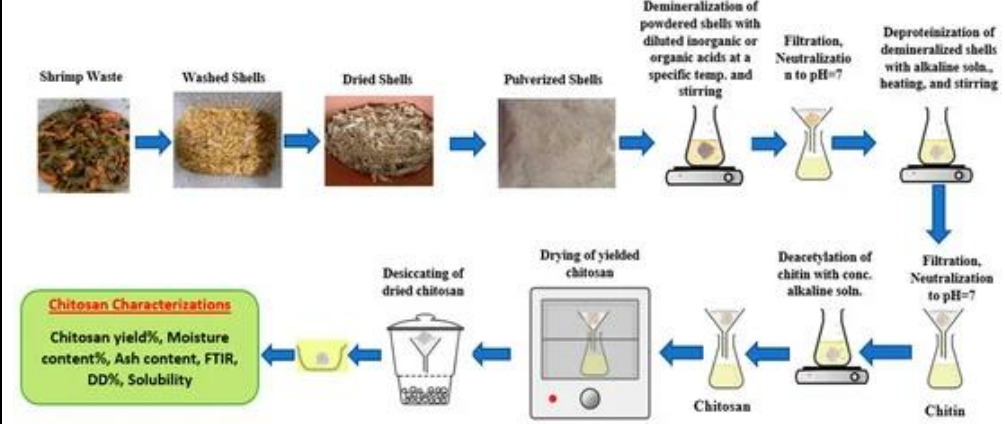 Shrimp Waste
Washed Shells
Dried Shells
Pulverized Shells
Demineralization of
powdered shells with
diluted inorganic or
organic acids at a
specific temp. and
stirring
Filtration,
Neutralizatio
n to pH=7
Deproteinization of
demineralized shells
with alkaline soln.,
heating, and stirring
Filtration,
Neutralization
to pH=7
Chitin
Deacetylation of
chitin with conc.
alkaline soln.
Chitosan
Drying of yielded
chitosan
Desiccating of
dried chitosan
Chitosan Characterizations
Chitosan yield%, Moisture
content%, Ash content, FTIR,
DD%, Solubility